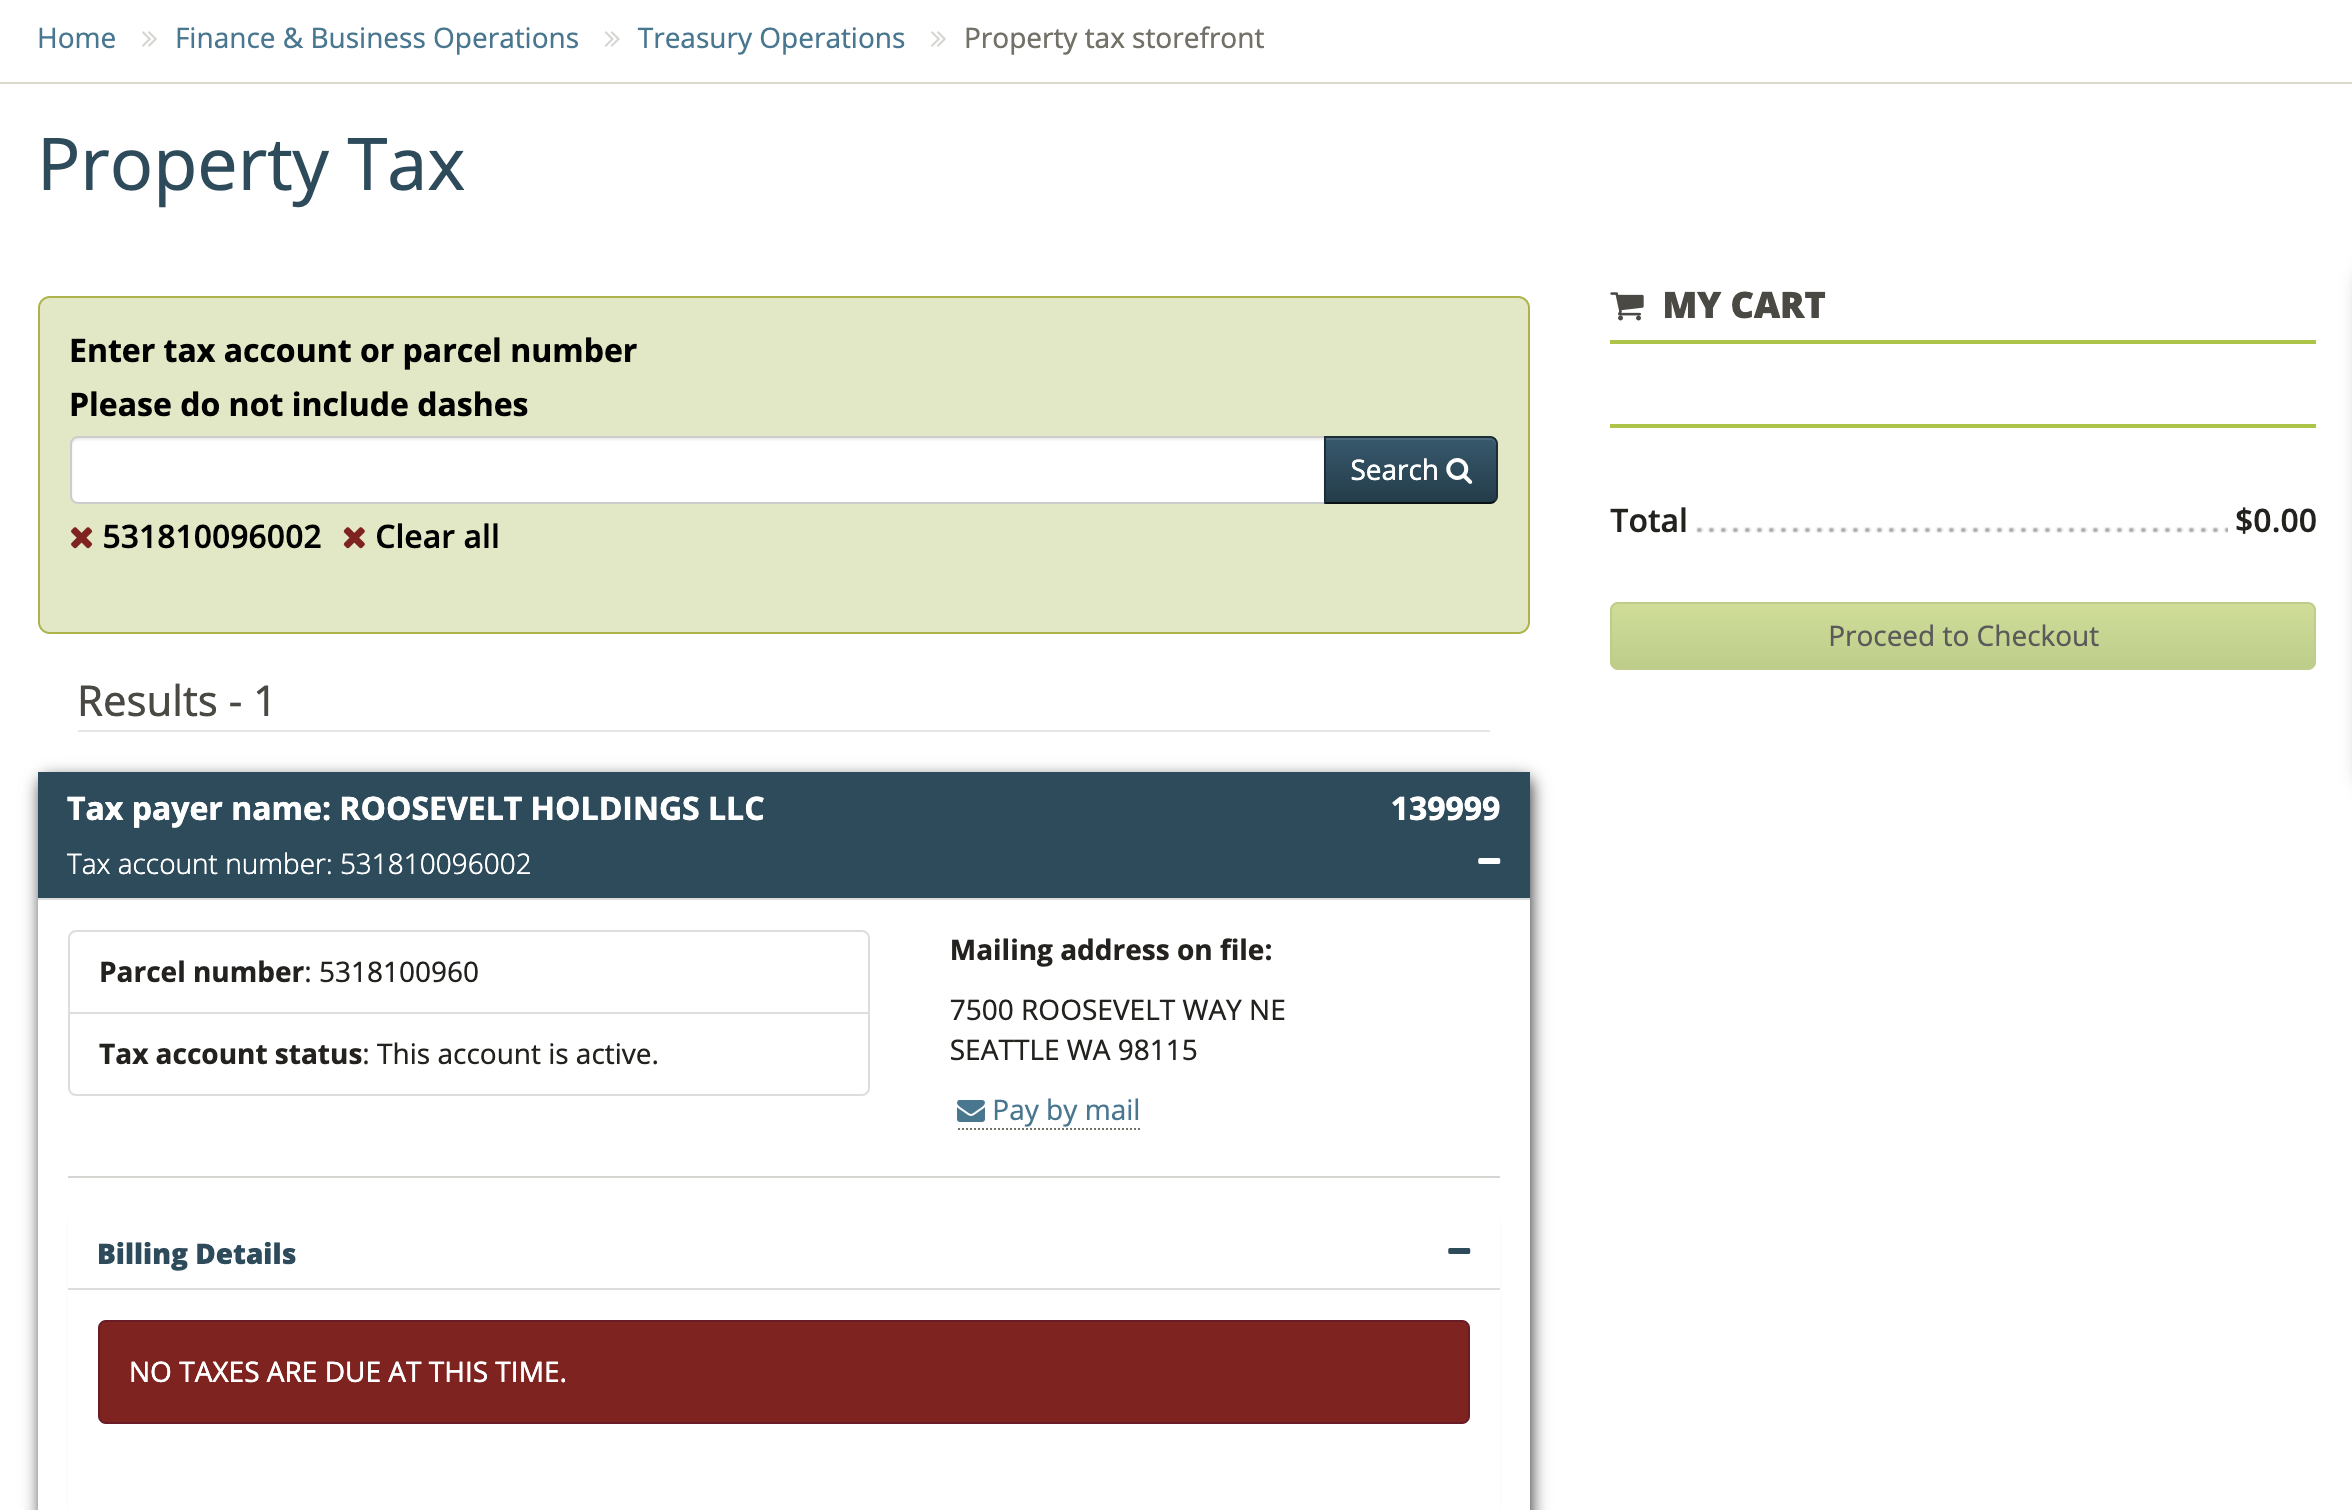 Home » Finance & Business Operations » Treasury Operations » Property tax storefront
Property Tax
Enter tax account or parcel number
Please do not include dashes
Search
531810096002 Clear all
MY CART
Total $0.00
Proceed to Checkout
Results - 1
Tax payer name: ROOSEVELT HOLDINGS LLC 139999
Tax account number: 531810096002
Parcel number: 5318100960
Tax account status: This account is active.
Mailing address on file:
7500 ROOSEVELT WAY NE
SEATTLE WA 98115
Pay by mail
Billing Details
NO TAXES ARE DUE AT THIS TIME.